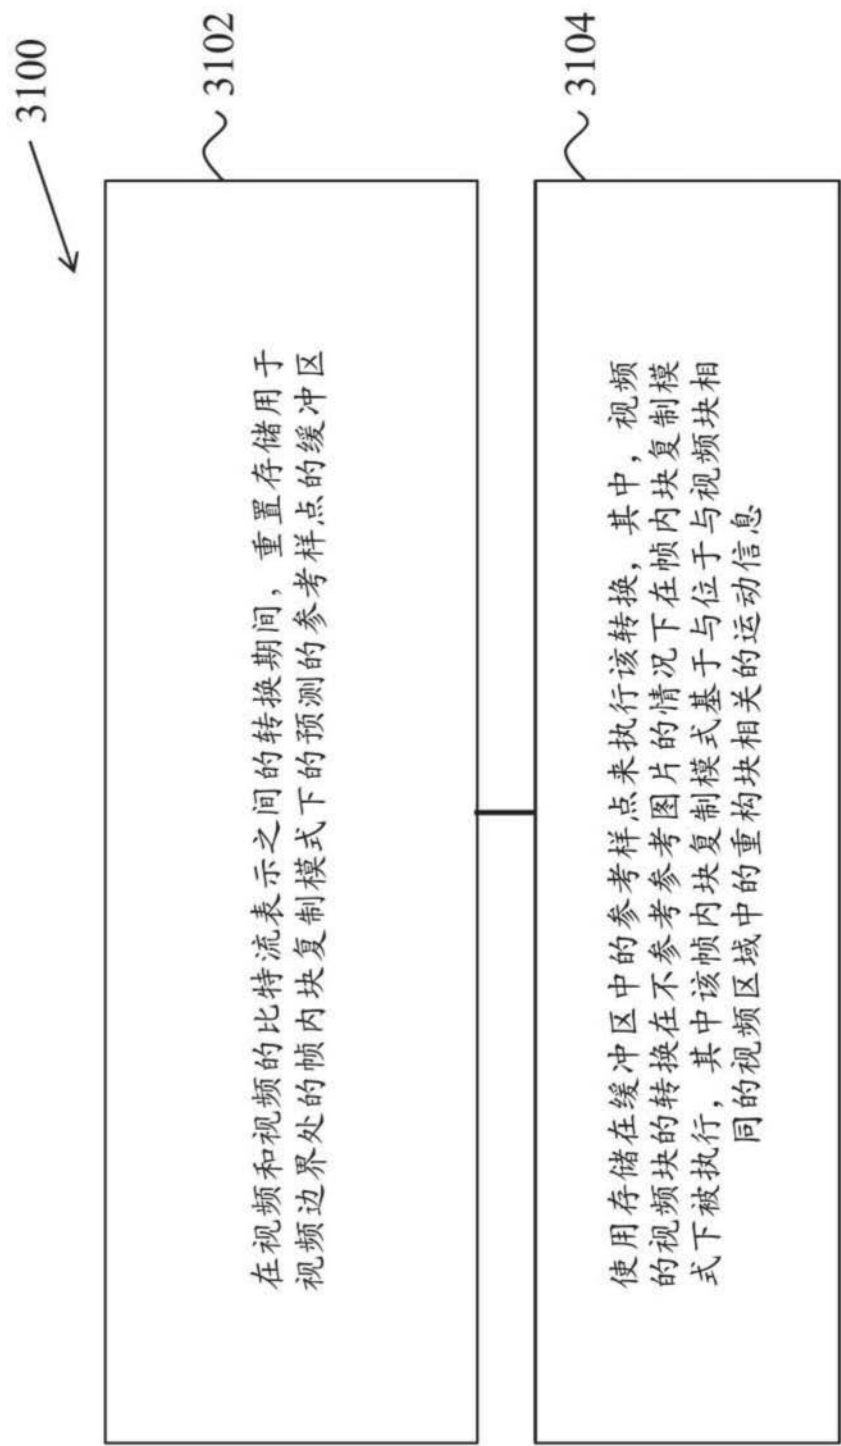 3100
3102
在视频和视频的比特流表示之间的转换期间，重置存储用于
视频边界处的帧内块复制模式下的预测的参考样点的缓冲区
3104
使用存储在缓冲区中的参考样点来执行该转换，其中，视频
的视频块的转换在不参考参考图片的情况下在帧内块复制模
式下被执行，其中该帧内块复制模式基于与位于与视频块相
同的视频区域中的重构块相关的运动信息